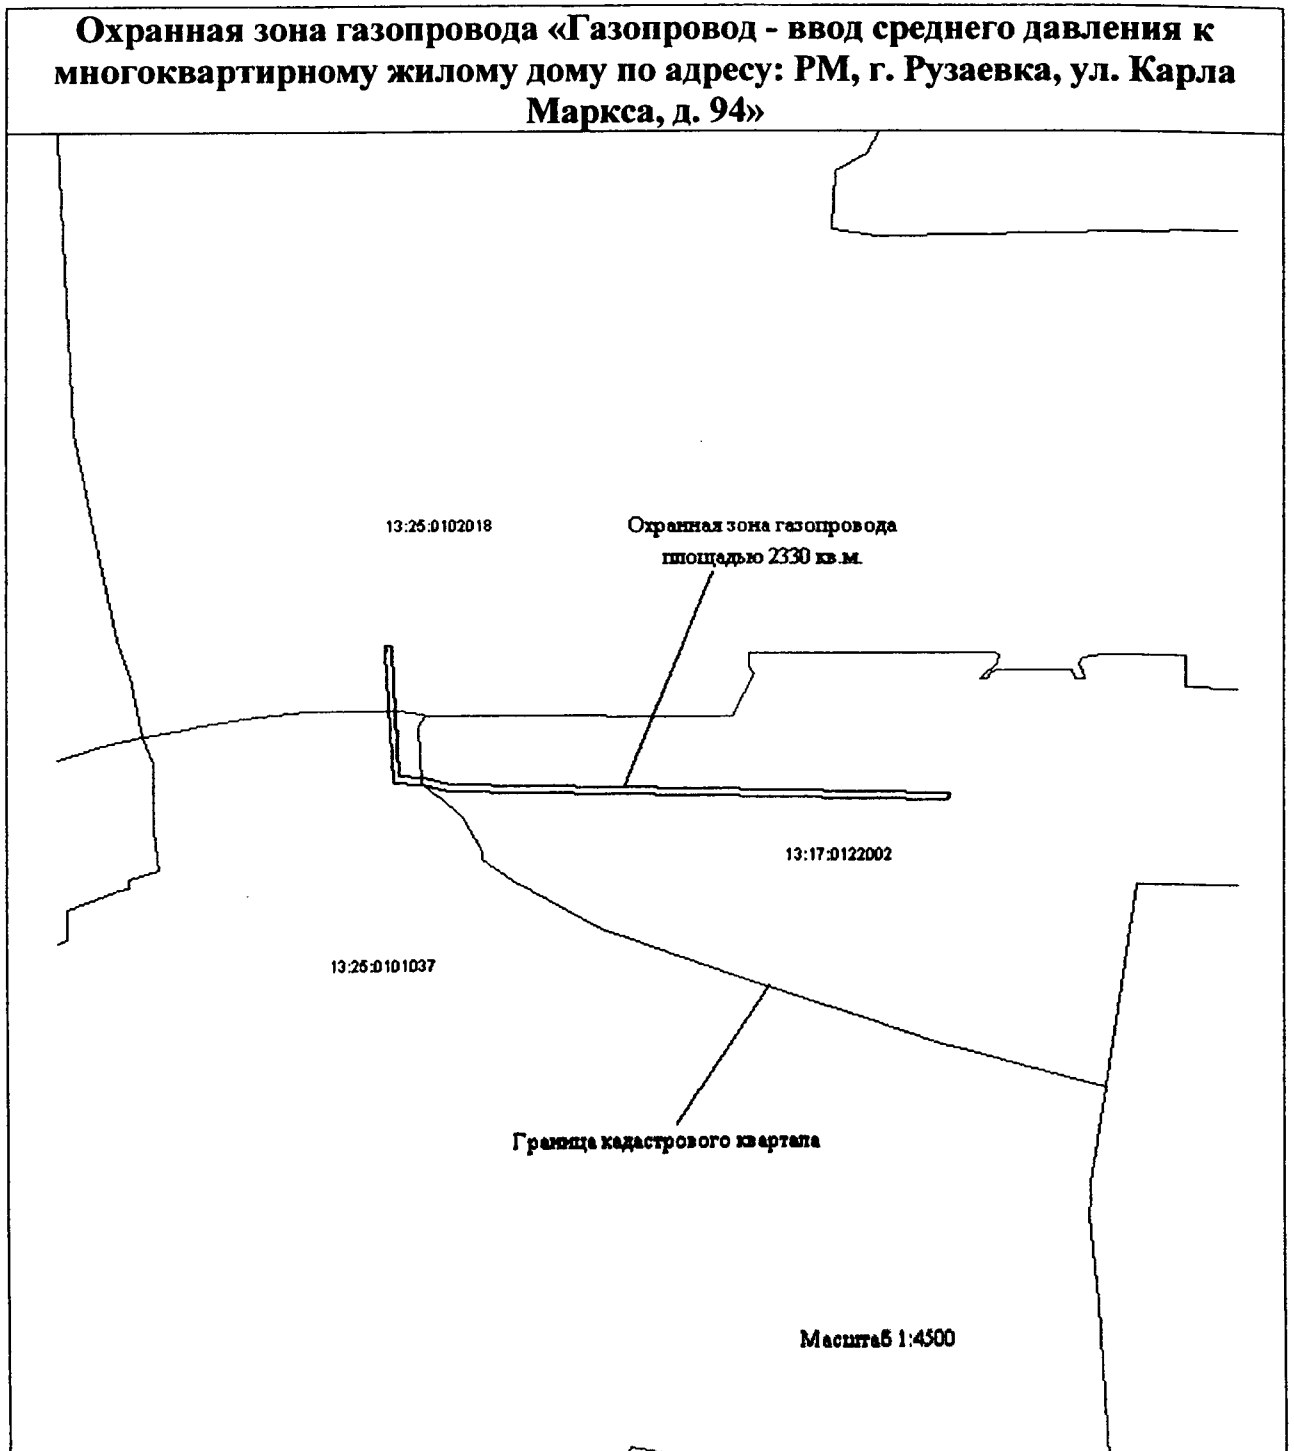 Охранная зона газопровода «Газопровод - ввод среднего давления к
многоквартирному жилому дому по адресу: РМ, г. Рузаевка, ул. Карла
Маркса, д. 94»
13:25:0102018
Охранная зона газопровода
площадью 2330 кв.м.
13:17:0122002
13:25:0101037
Граница кадастрового квартала
Масштаб 1:4500